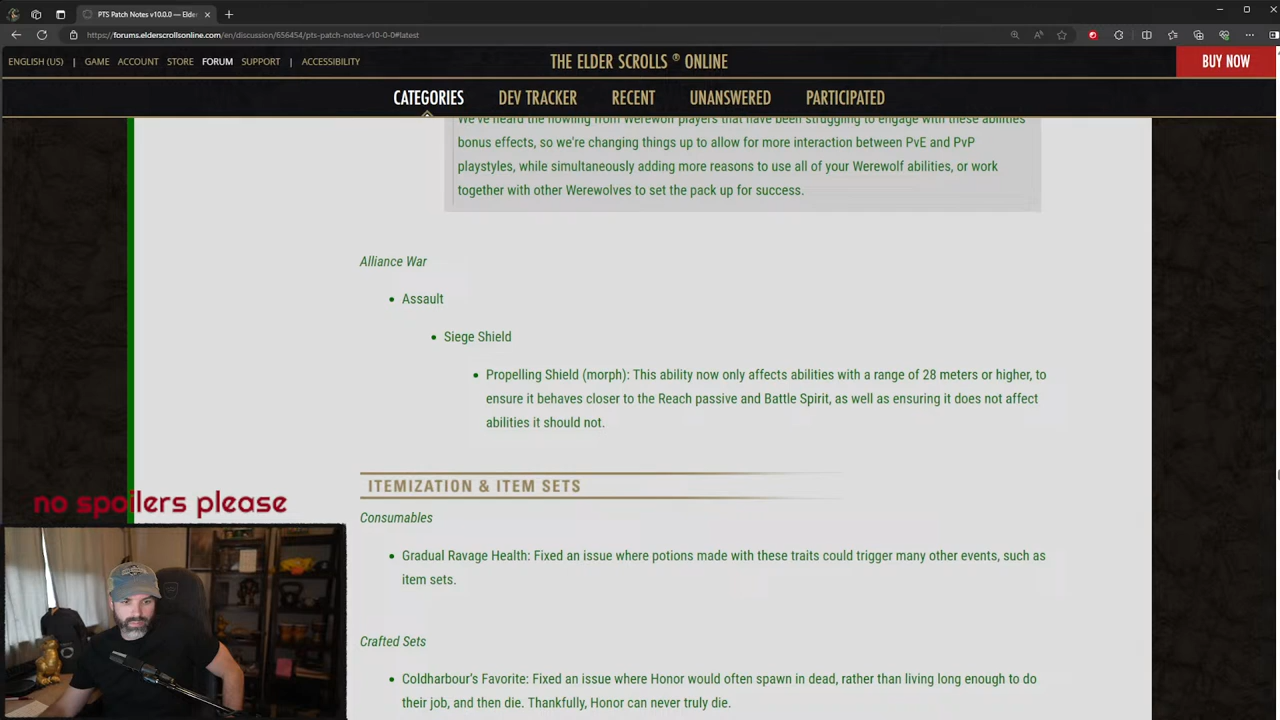 PTS Patch Notes v10.0.0 — Elder
https://forums.elderscrollsonline.com/en/discussion/656454/pts-patch-notes-v10-0-0#latest
ENGLISH (US) | GAME ACCOUNT STORE FORUM SUPPORT | ACCESSIBILITY
THE ELDER SCROLLS ® ONLINE
BUY NOW
CATEGORIES DEV TRACKER RECENT UNANSWERED PARTICIPATED
We've heard the howling from Werewolf players that have been struggling to engage with these abilities
bonus effects, so we're changing things up to allow for more interaction between PvE and PvP
playstyles, while simultaneously adding more reasons to use all of your Werewolf abilities, or work
together with other Werewolves to set the pack up for success.
Alliance War
• Assault
• Siege Shield
• Propelling Shield (morph): This ability now only affects abilities with a range of 28 meters or higher, to
ensure it behaves closer to the Reach passive and Battle Spirit, as well as ensuring it does not affect
abilities it should not.
ITEMIZATION & ITEM SETS
no spoilers please
Consumables
• Gradual Ravage Health: Fixed an issue where potions made with these traits could trigger many other events, such as
item sets.
Crafted Sets
• Coldharbour's Favorite: Fixed an issue where Honor would often spawn in dead, rather than living long enough to do
their job, and then die. Thankfully, Honor can never truly die.